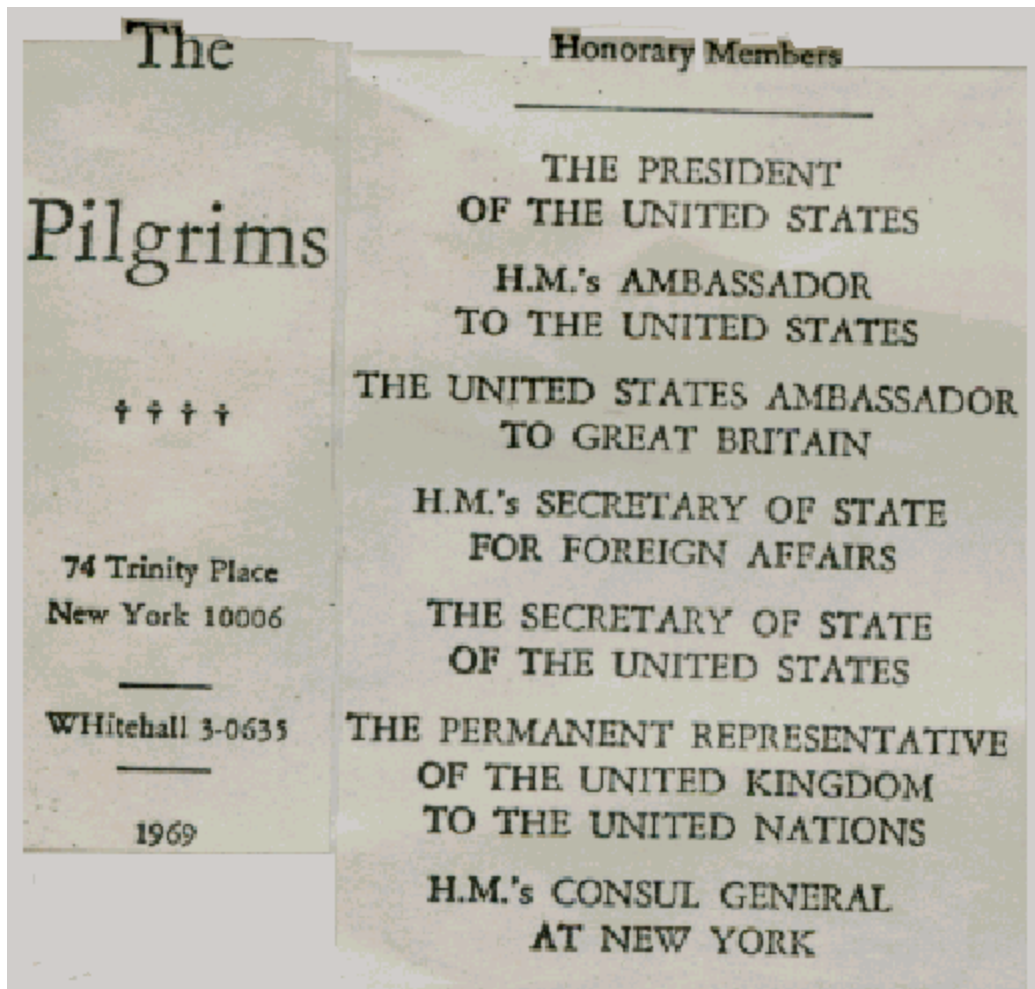 The
Pilgrims
† † † †
74 Trinity Place
New York 10006
WHitehall 3-0635
1969
Honorary Members
THE PRESIDENT
OF THE UNITED STATES
H.M.'s AMBASSADOR
TO THE UNITED STATES
THE UNITED STATES AMBASSADOR
TO GREAT BRITAIN
H.M.'s SECRETARY OF STATE
FOR FOREIGN AFFAIRS
THE SECRETARY OF STATE
OF THE UNITED STATES
THE PERMANENT REPRESENTATIVE
OF THE UNITED KINGDOM
TO THE UNITED NATIONS
H.M.'s CONSUL GENERAL
AT NEW YORK